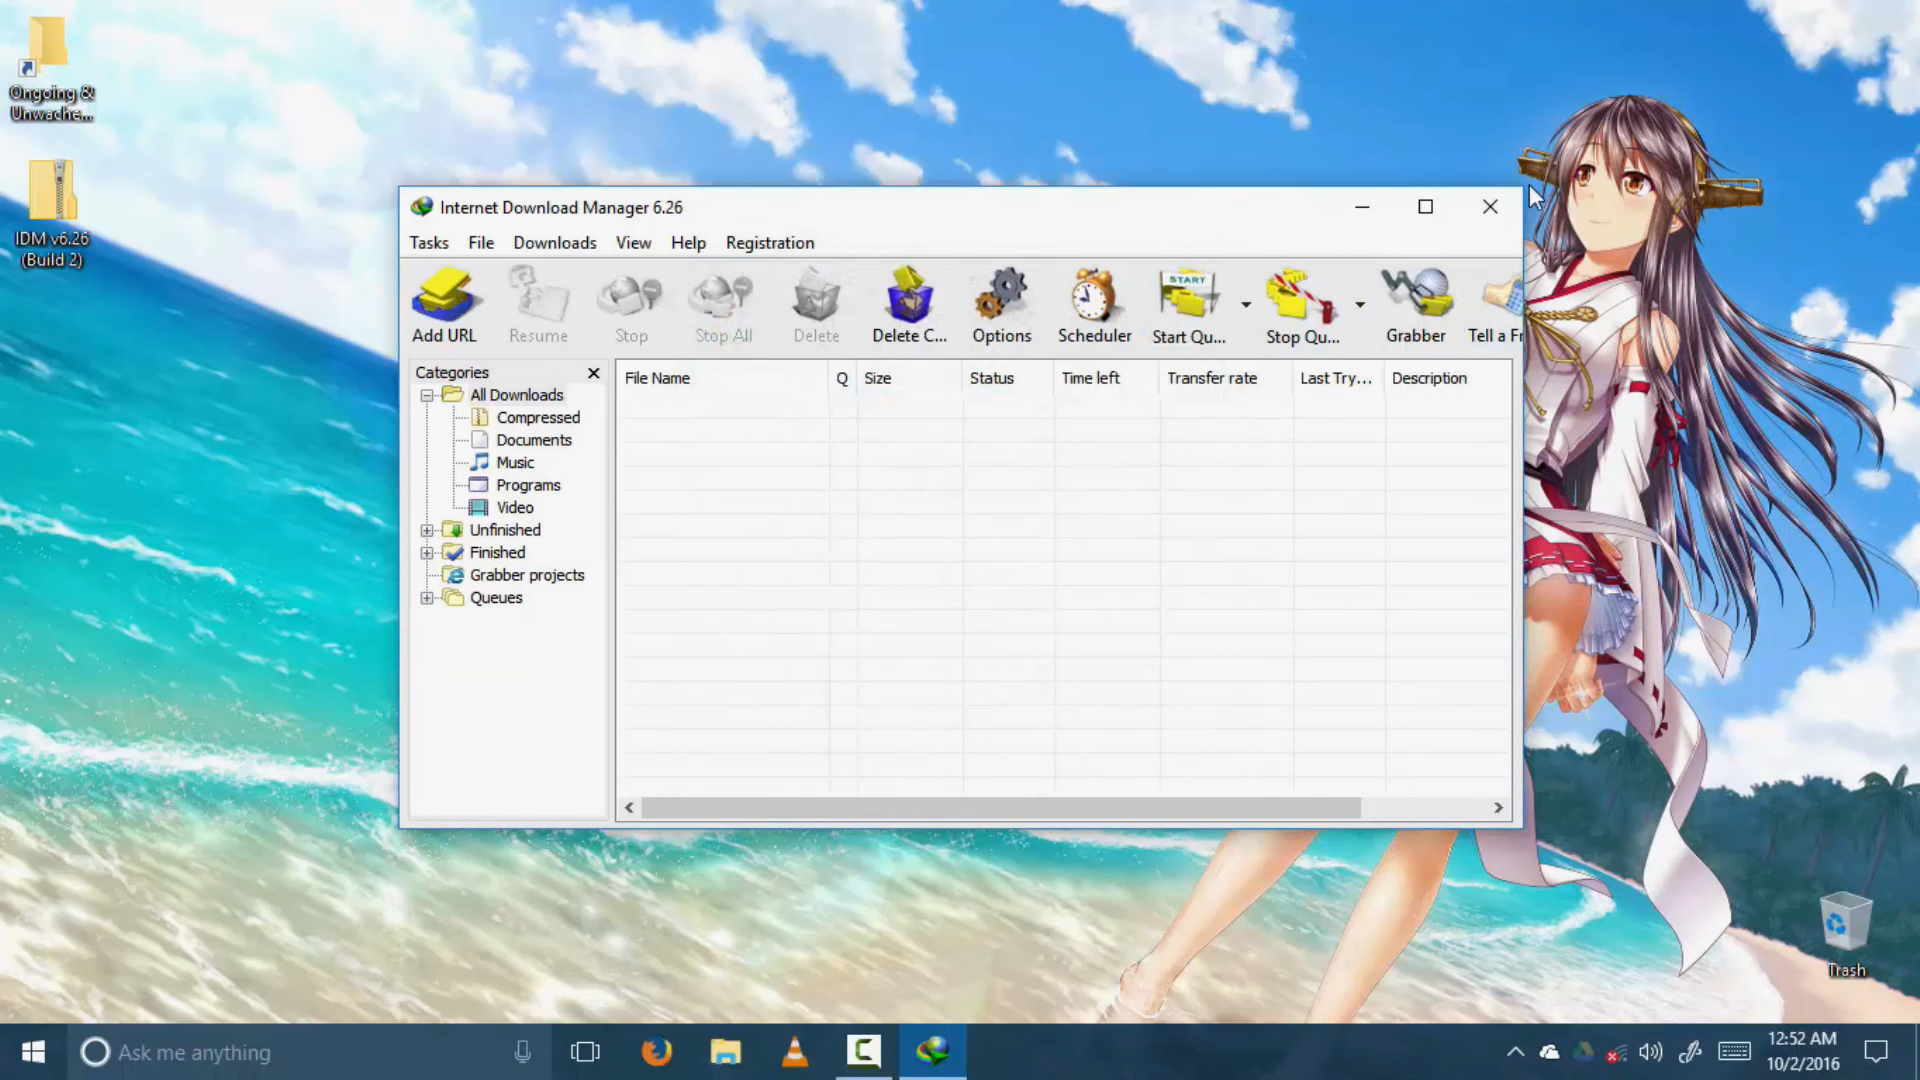 Ongoing &
Unwache...
IDM v6.26
(Build 2)
Internet Download Manager 6.26
Tasks File Downloads View Help Registration
START
Add URL Resume Stop Stop All Delete Delete C... Options Scheduler Start Qu... Stop Qu... Grabber Tell a Fr
Categories
All Downloads
Compressed
Documents
Music
Programs
Video
Unfinished
Finished
Grabber projects
Queues
File Name Q Size Status Time left Transfer rate Last Try... Description
Trash
Ask me anything
12:52 AM
10/2/2016